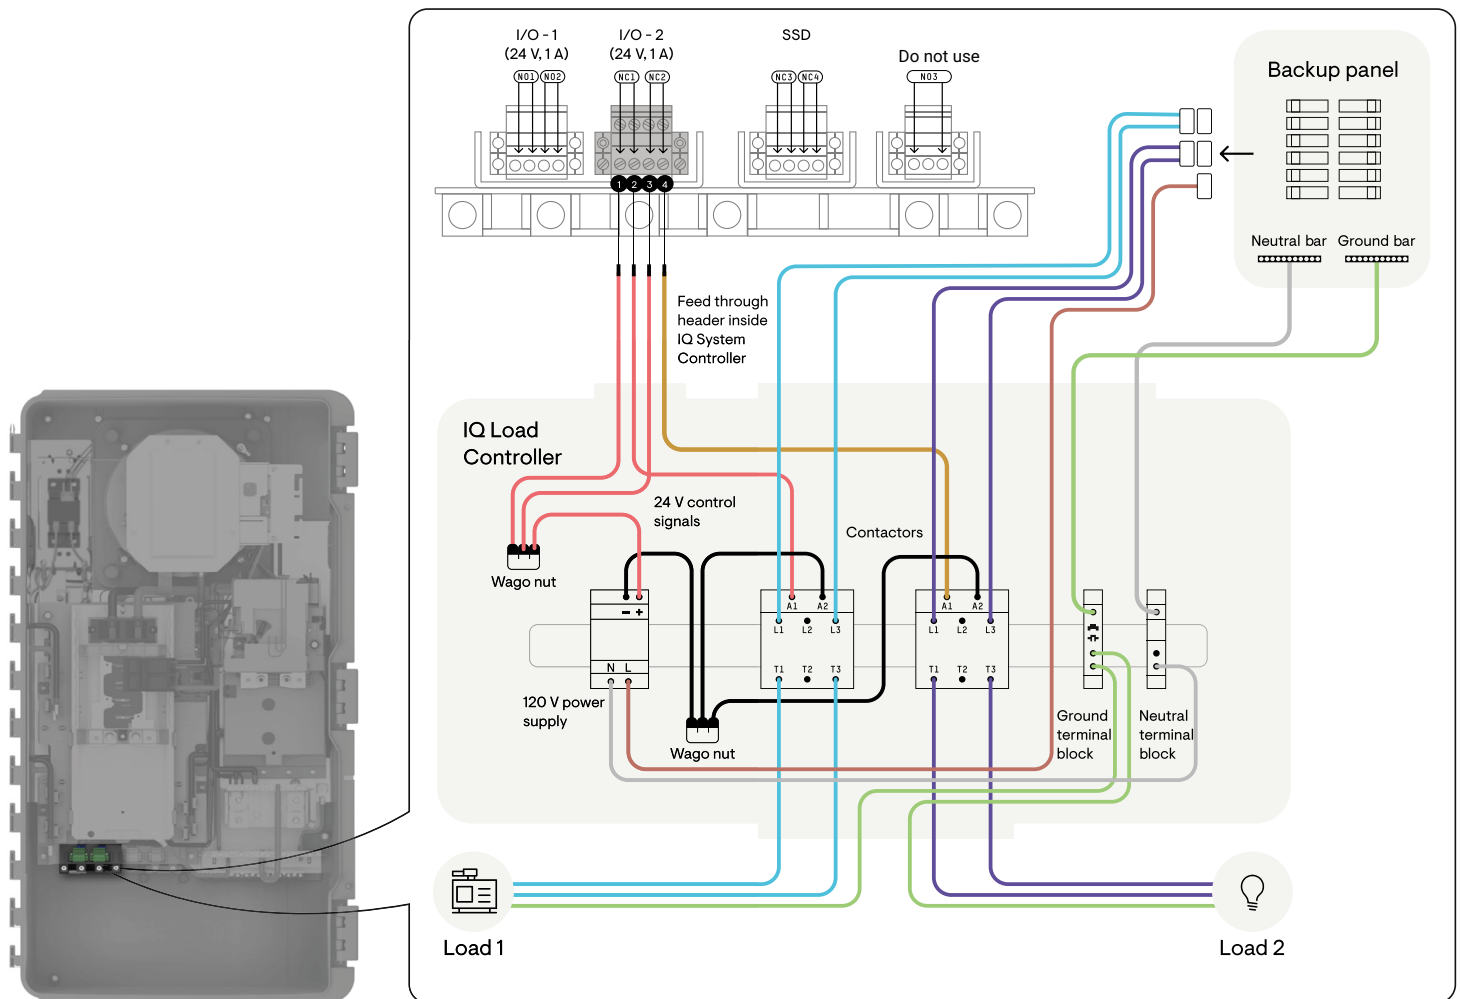 I/O - 1
(24 V, 1 A)
I/O - 2
(24 V, 1 A)
SSD
Do not use
NO1 NO2
NC1 NC2
NC3 NC4
NO3
Backup panel
1 2 3 4
Neutral bar
Ground bar
Feed through
header inside
IQ System
Controller
IQ Load
Controller
24 V control
signals
Contactors
Wago nut
- +
N L
A1 A2
L1 L2 L3
T1 T2 T3
A1 A2
L1 L2 L3
T1 T2 T3
120 V power
supply
Wago nut
Ground
terminal
block
Neutral
terminal
block
Load 1
Load 2